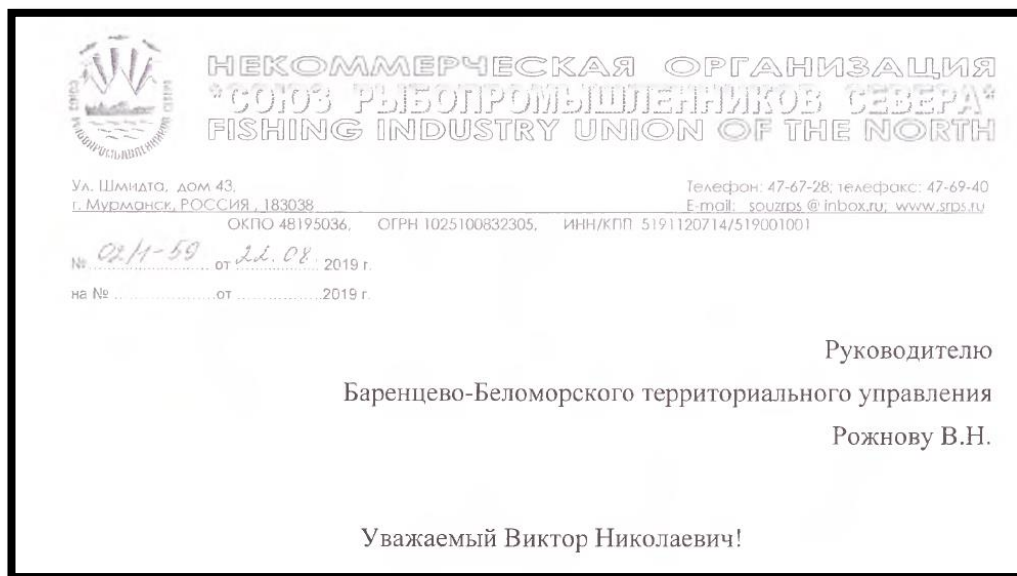 НЕКОММЕРЧЕСКАЯ ОРГАНИЗАЦИЯ
"СОЮЗ РЫБОПРОМЫШЛЕННИКОВ СЕВЕРА"
FISHING INDUSTRY UNION OF THE NORTH
Ул. Шмидта, дом 43,
г. Мурманск, РОССИЯ , 183038
Телефон: 47-67-28; телефакс: 47-69-40
E-mail: souzrps @ inbox.ru; www.srps.ru
ОКПО 48195036, ОГРН 1025100832305, ИНН/КПП 5191120714/519001001
№ 02/1-59 от 22.08. 2019 г.
на № ..................от ..................2019 г.
Руководителю
Баренцево-Беломорского территориального управления
Рожнову В.Н.
Уважаемый Виктор Николаевич!